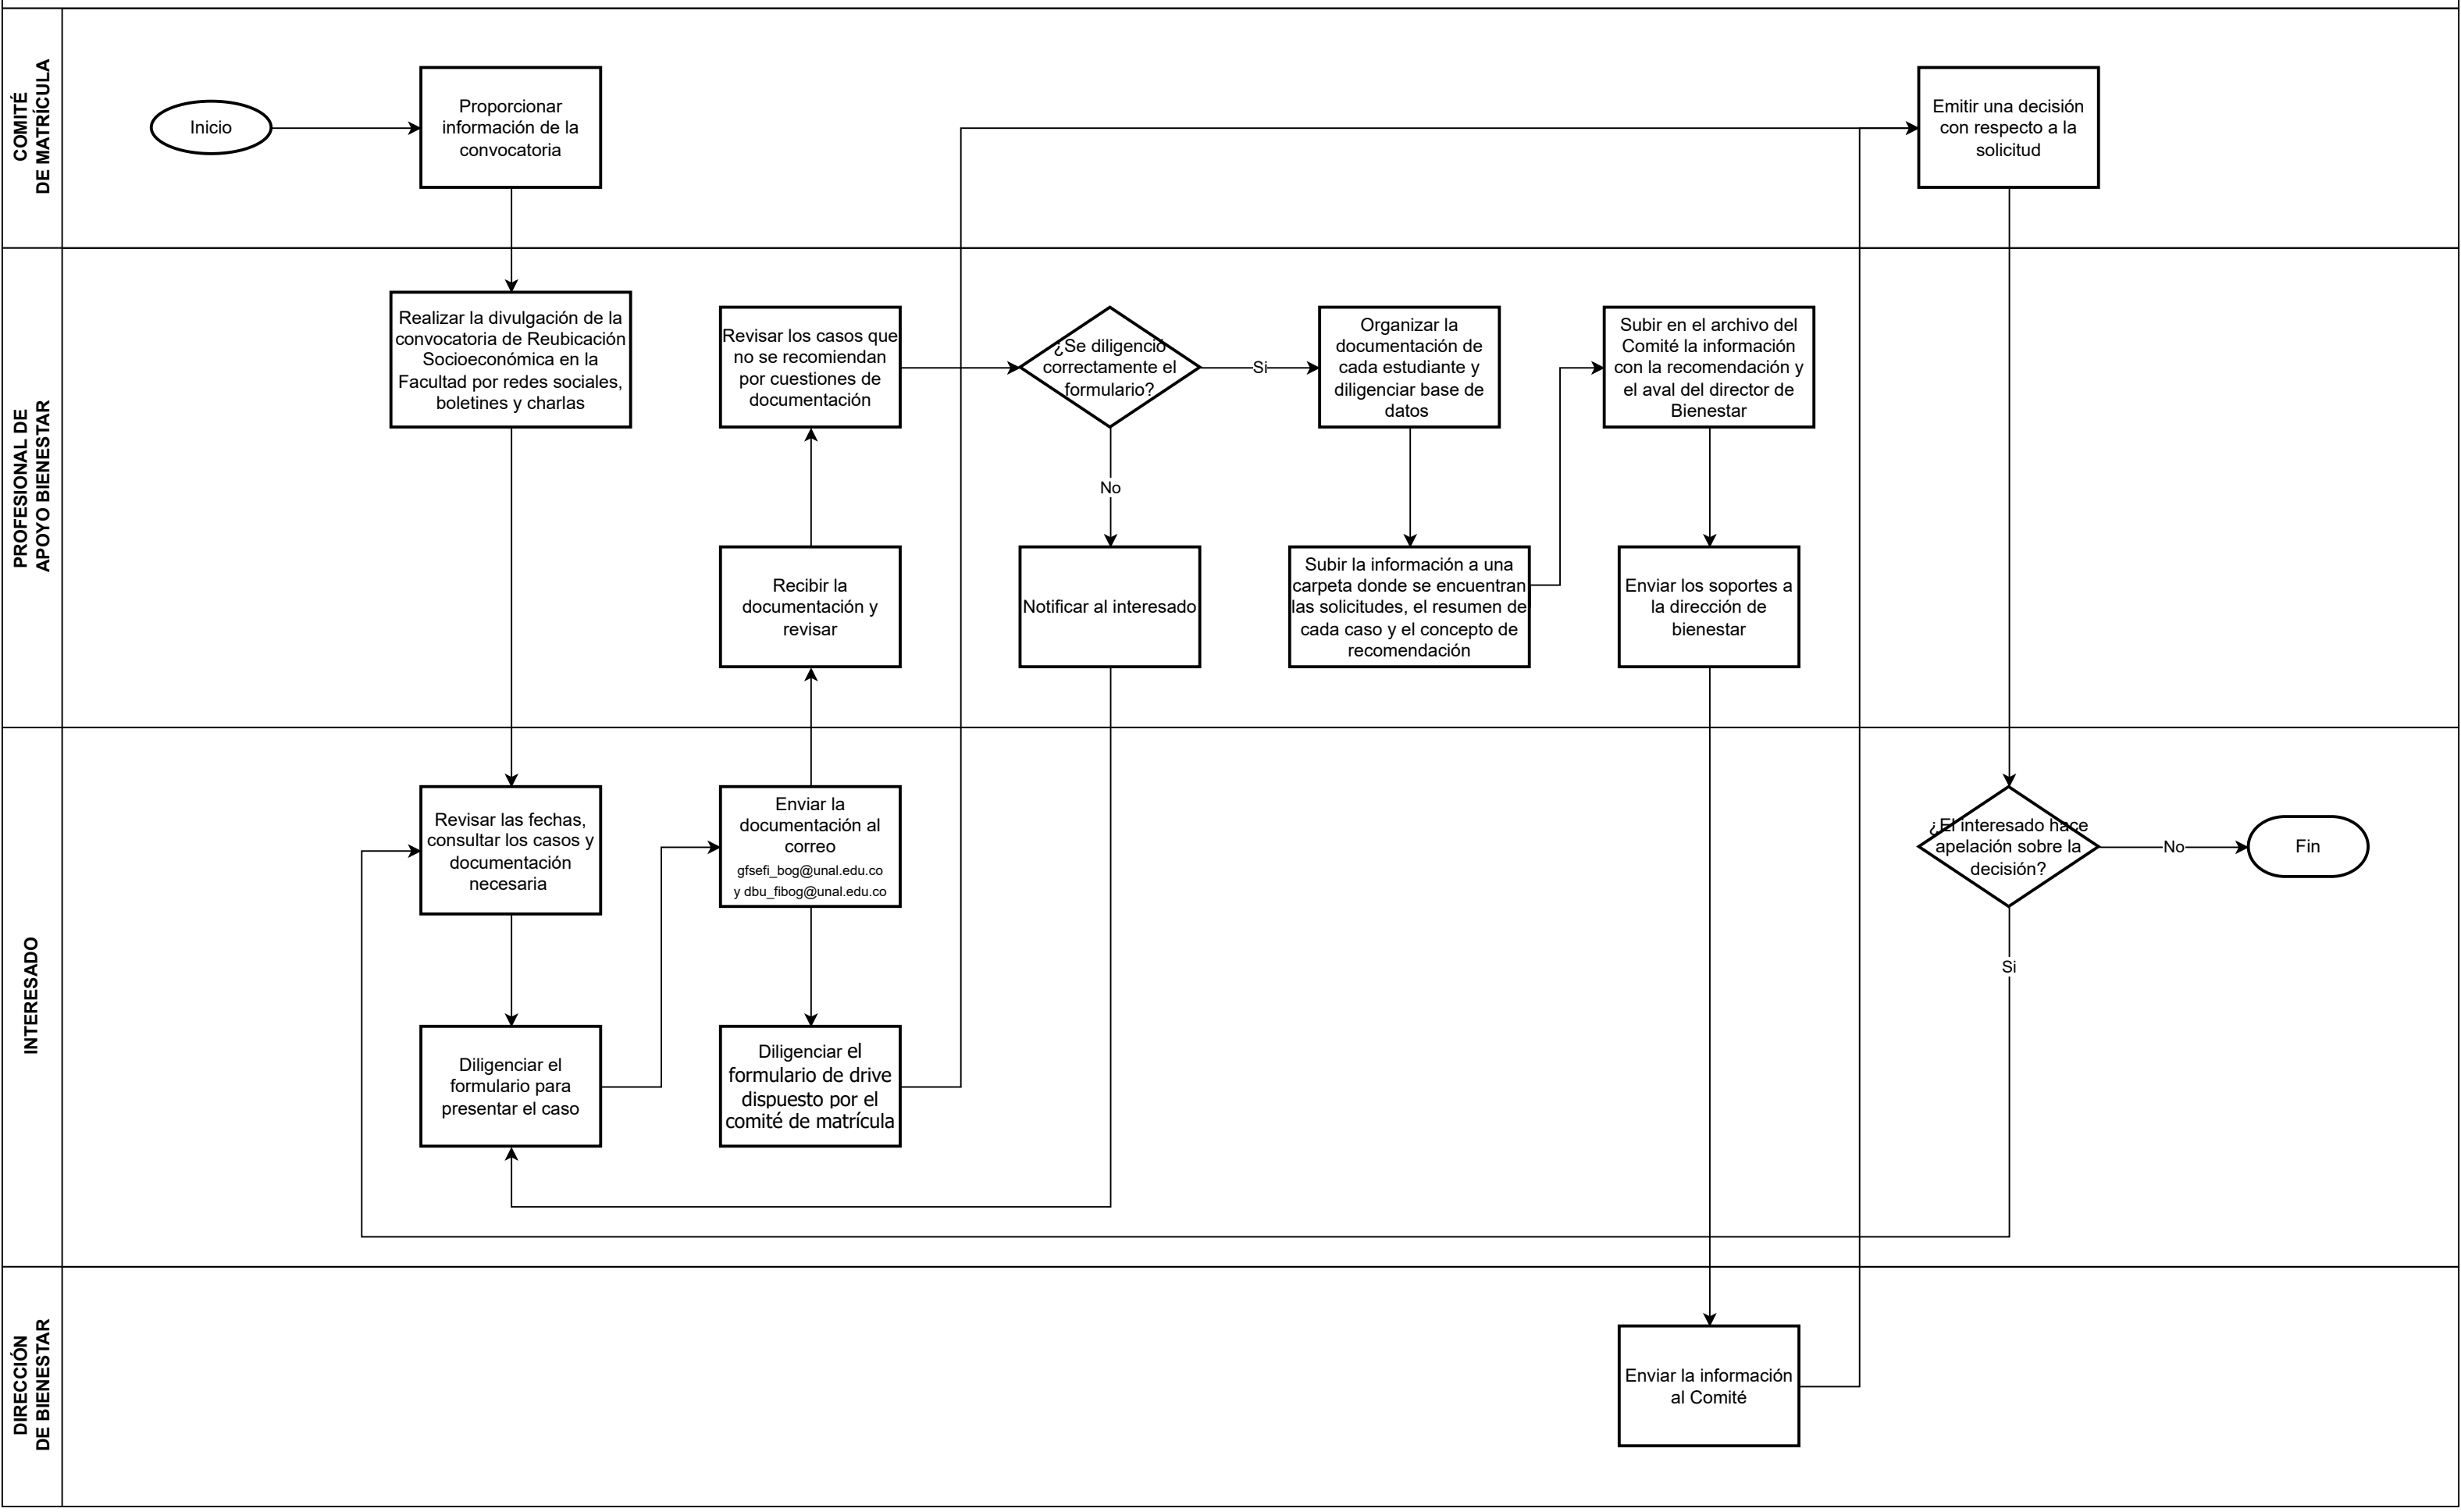 COMITÉ
DE MATRÍCULA
Inicio
Proporcionar
información de la
convocatoria
Emitir una decisión
con respecto a la
solicitud
PROFESIONAL DE
APOYO BIENESTAR
Realizar la divulgación de la
convocatoria de Reubicación
Socioeconómica en la
Facultad por redes sociales,
boletines y charlas
Revisar los casos que
no se recomiendan
por cuestiones de
documentación
¿Se diligenció
correctamente el
formulario?
Si
Organizar la
documentación de
cada estudiante y
diligenciar base de
datos
Subir en el archivo del
Comité la información
con la recomendación y
el aval del director de
Bienestar
No
Recibir la
documentación y
revisar
Notificar al interesado
Subir la información a una
carpeta donde se encuentran
las solicitudes, el resumen de
cada caso y el concepto de
recomendación
Enviar los soportes a
la dirección de
bienestar
INTERESADO
Revisar las fechas,
consultar los casos y
documentación
necesaria
Enviar la
documentación al
correo
gfsefi_bog@unal.edu.co
y dbu_fibog@unal.edu.co
¿El interesado hace
apelación sobre la
decisión?
No
Fin
Si
Diligenciar el
formulario para
presentar el caso
Diligenciar el
formulario de drive
dispuesto por el
comité de matrícula
DIRECCIÓN
DE BIENESTAR
Enviar la información
al Comité